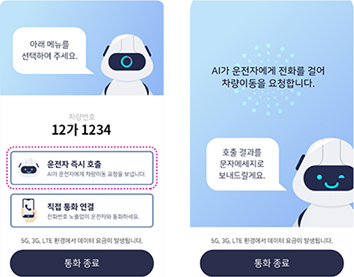 아래 메뉴를
선택하여 주세요.
차량번호
12가 1234
운전자 즉시 호출
AI가 운전자에게 차량이동 요청을 보냅니다.
직접 통화 연결
전화번호 노출없이 운전자와 통화하세요.
5G, 3G, LTE 환경에서 데이터 요금이 발생됩니다.
통화 종료
AI가 운전자에게 전화를 걸어
차량이동을 요청합니다.
호출 결과를
문자메세지로
보내드릴게요.
5G, 3G, LTE 환경에서 데이터 요금이 발생됩니다.
통화 종료